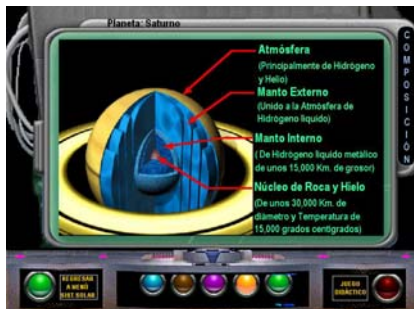 Planeta: Saturno
Atmósfera
(Principalmente de Hidrógeno
y Helio)
Manto Externo
(Unido a la Atmósfera de
Hidrógeno líquido)
Manto Interno
( De Hidrógeno líquido metálico
de unos 15,000 Km. de grosor)
Núcleo de Roca y Hielo
(De unos 30,000 Km. de
diámetro y Temperatura de
15,000 grados centigrados)
COMPOSICIÓN
REGRESAR
A MENÚ
SIST. SOLAR
JUEGO
DIDÁCTICO